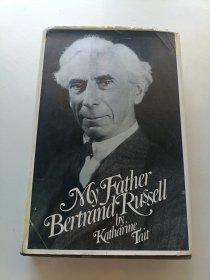 My Father
Bertrand Russell
by
Katharine
Tait